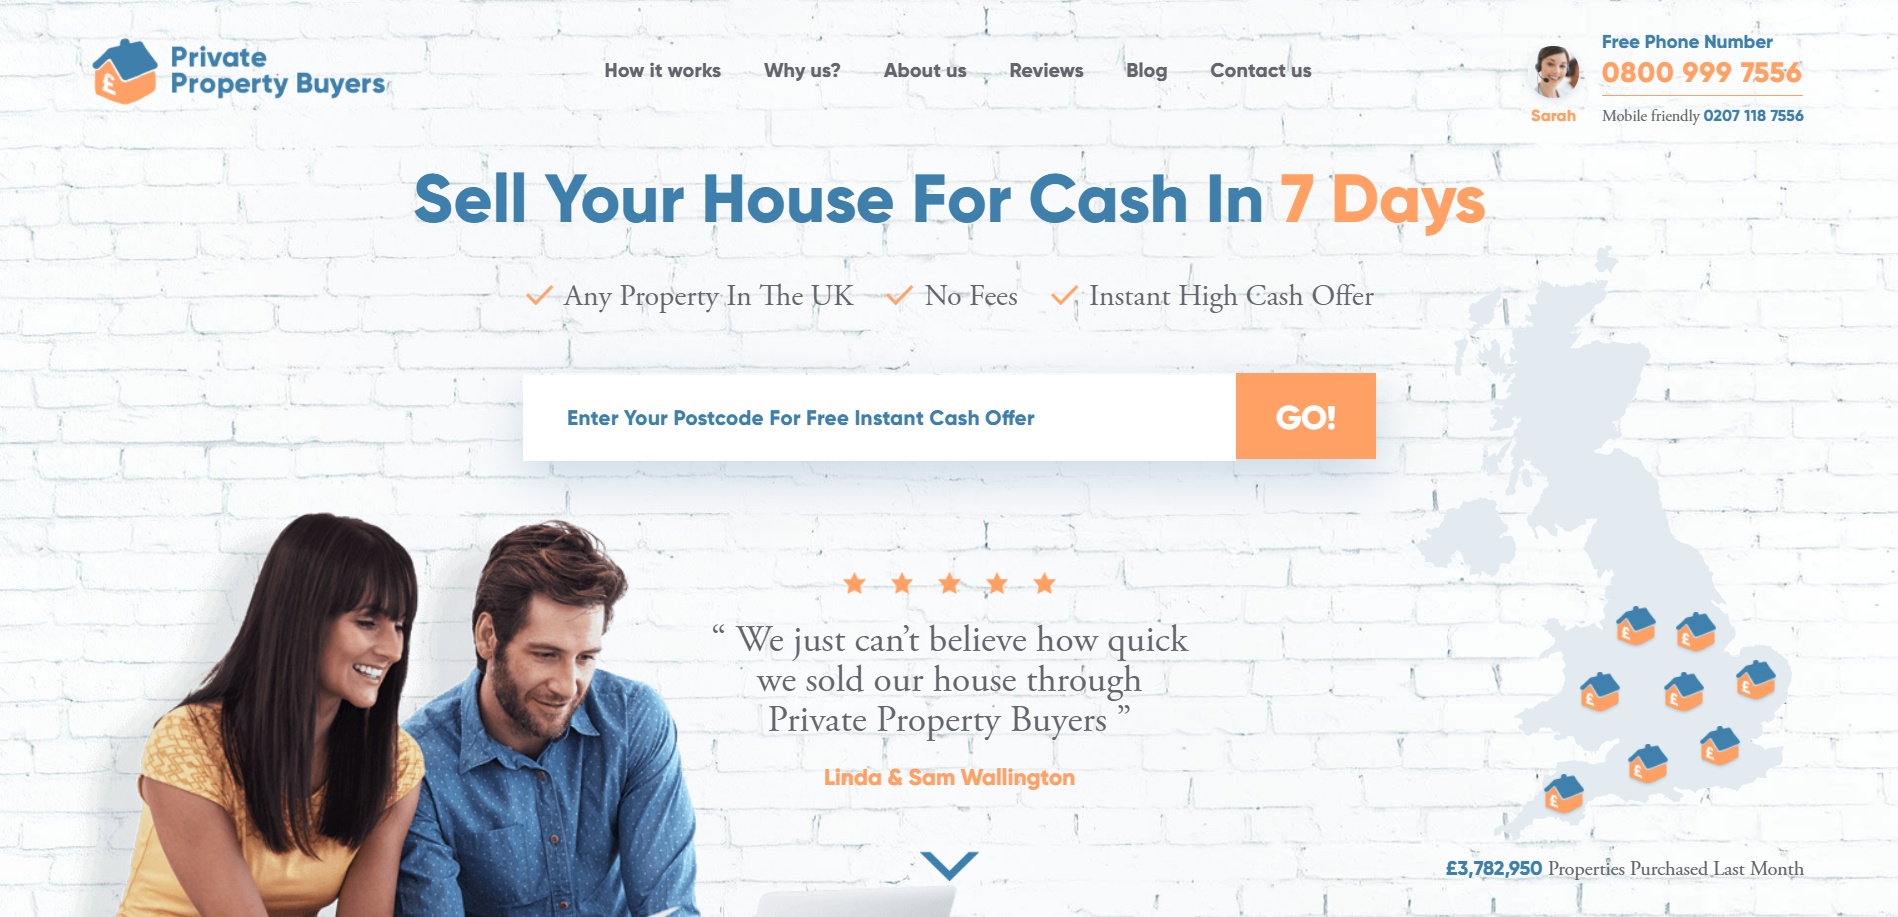 Private
Property Buyers
How it works
Why us?
About us
Reviews
Blog
Contact us
Sarah
Free Phone Number
0800 999 7556
Mobile friendly 0207 118 7556
Sell Your House For Cash In 7 Days
Any Property In The UK
No Fees
Instant High Cash Offer
Enter Your Postcode For Free Instant Cash Offer
GO!
“ We just can’t believe how quick
we sold our house through
Private Property Buyers ”
Linda & Sam Wallington
£3,782,950 Properties Purchased Last Month